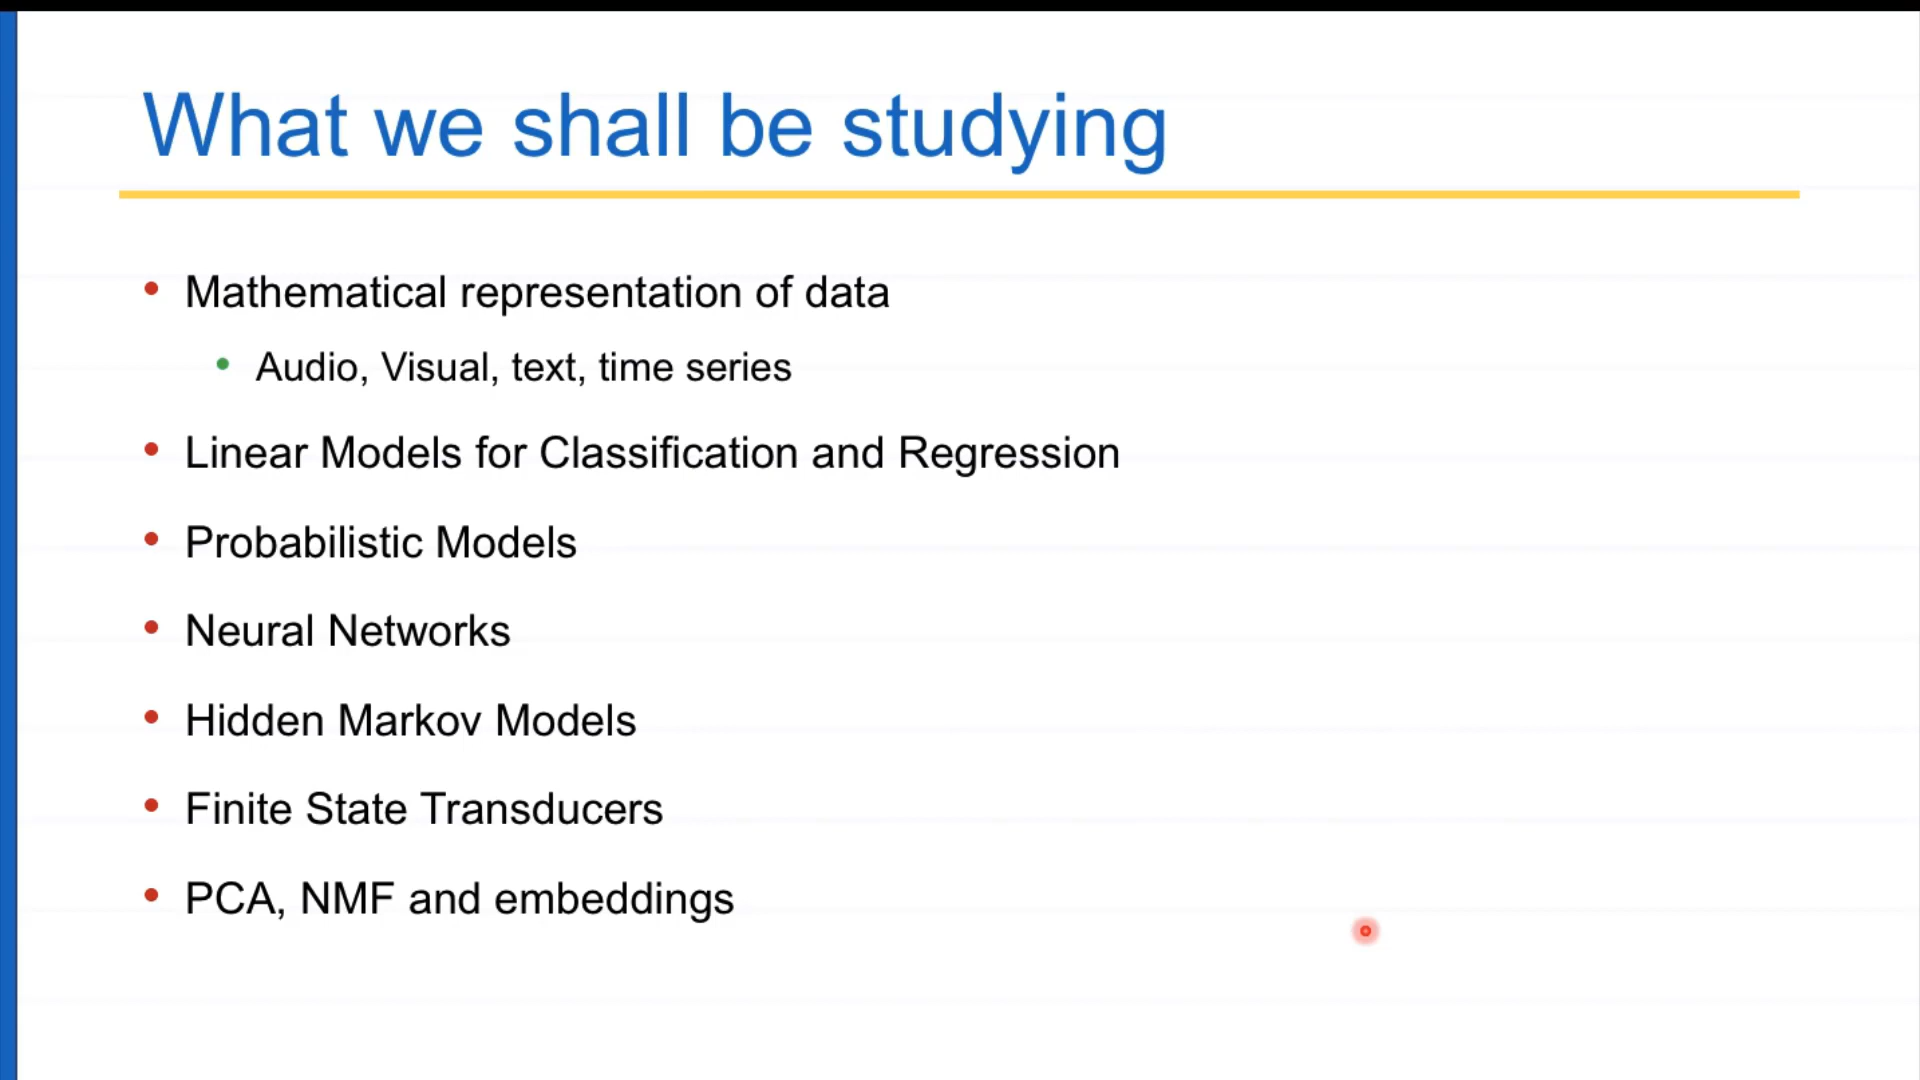 What we shall be studying
• Mathematical representation of data
• Audio, Visual, text, time series
• Linear Models for Classification and Regression
• Probabilistic Models
• Neural Networks
• Hidden Markov Models
• Finite State Transducers
• PCA, NMF and embeddings